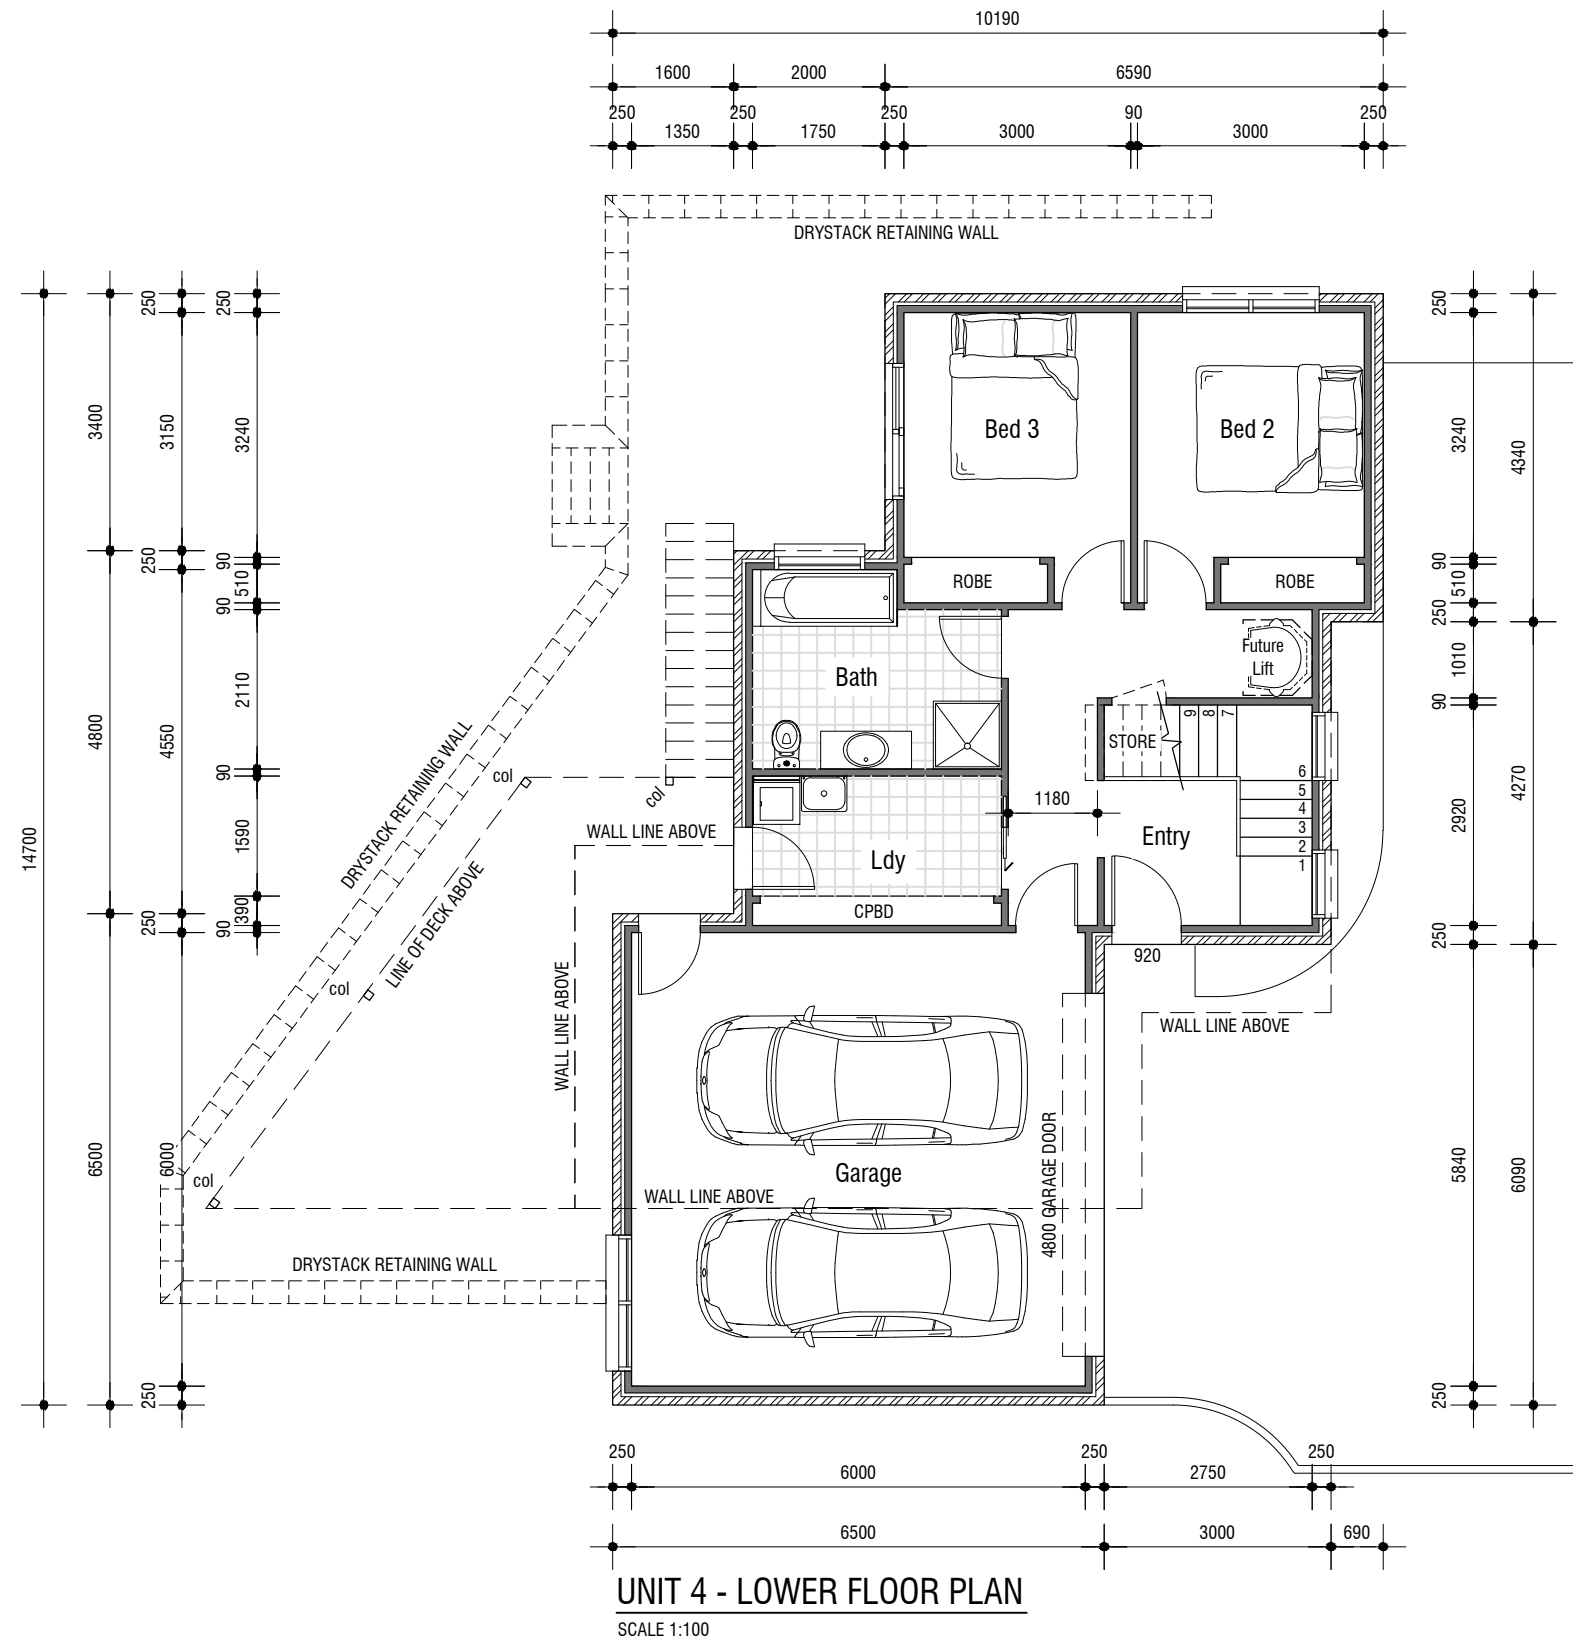 10190
1600 2000 6590
250 250 250 90 250
1350 1750 3000 3000
DRYSTACK RETAINING WALL
14700
3400
4800
6500
250
3150
250
4550
250
6000
250
250
3240
90
510
90
2110
90
1590
390
90
Bed 3
Bed 2
ROBE
ROBE
Future
Lift
Bath
STORE
9
8
7
6
5
4
3
2
1
Entry
1180
Ldy
CPBD
col
col
col
col
DRYSTACK RETAINING WALL
LINE OF DECK ABOVE
WALL LINE ABOVE
WALL LINE ABOVE
920
WALL LINE ABOVE
4800 GARAGE DOOR
Garage
WALL LINE ABOVE
DRYSTACK RETAINING WALL
250
3240
90
510
250
1010
90
2920
250
5840
250
4340
4270
6090
250 250 250
6000 2750
6500 3000 690
UNIT 4 - LOWER FLOOR PLAN
SCALE 1:100